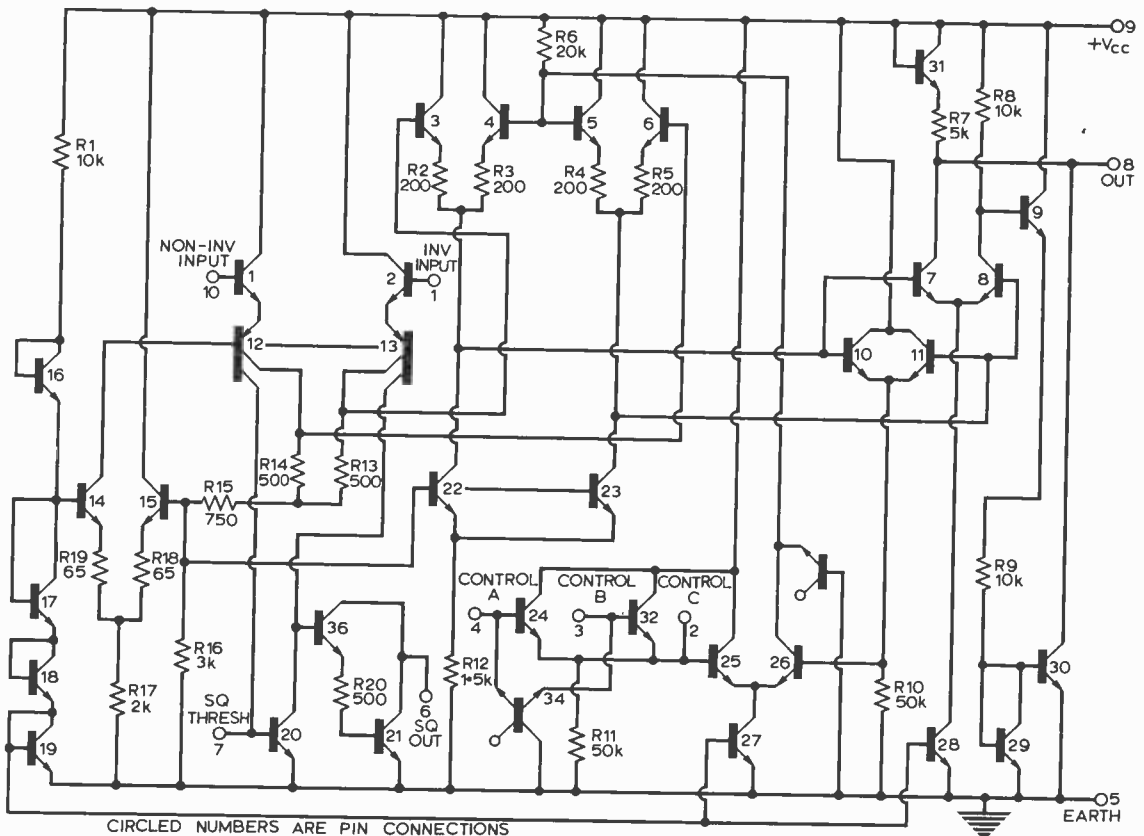 9
+VCC
R6
20k
31
R8
10k
R7
5k
3
4
5
6
R1
10k
R2
200
R3
200
R4
200
R5
200
8
OUT
9
NON-INV
INPUT
10
1
2
INV
INPUT
1
7
8
12
13
10
11
16
R14
500
R13
500
14
15
R15
750
22
23
R19
65
R18
65
R9
10k
17
CONTROL
A
4
24
CONTROL
B
3
32
CONTROL
C
2
36
R16
3k
R12
1·5k
25
26
30
18
R20
500
34
R10
50k
R17
2k
SQ
THRESH
7
6
SQ OUT
R11
50k
19
20
21
27
28
29
5
EARTH
CIRCLED NUMBERS ARE PIN CONNECTIONS